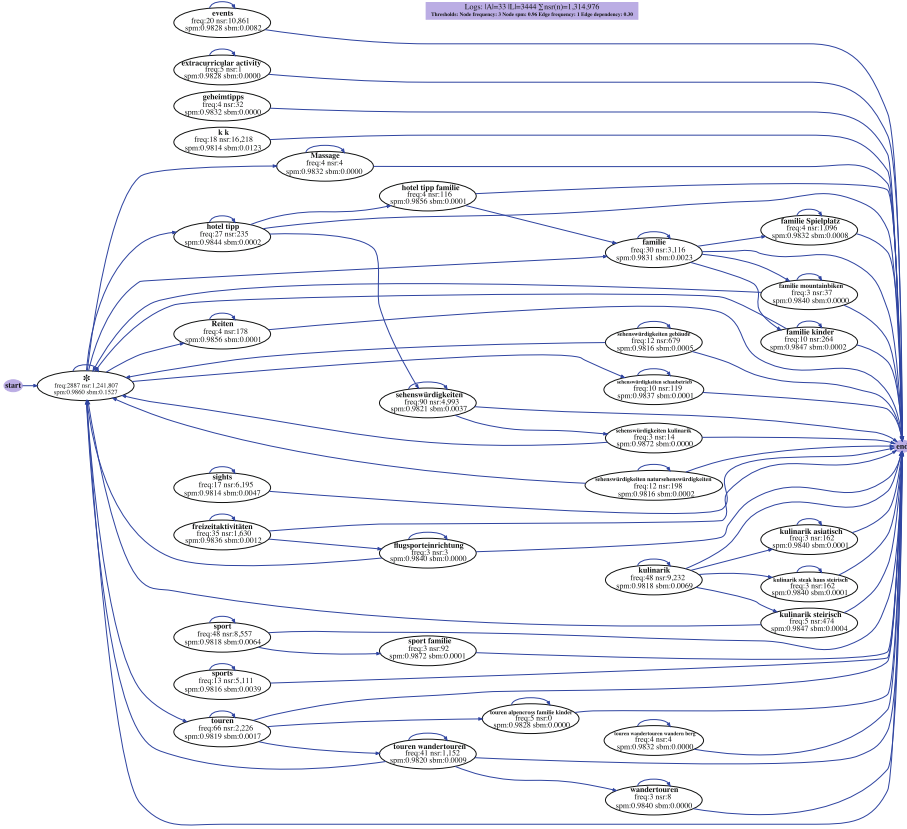 Logs: |A|=33 |L|=3444 ∑nsr(n)=1,314,976
Thresholds: Node frequency: 3 Node spm: 0.96 Edge frequency: 1 Edge dependency: 0.30
events
freq:20 nsr:10,861
spm:0.9828 sbm:0.0082
extracurricular activity
freq:5 nsr:1
spm:0.9828 sbm:0.0000
geheimtipps
freq:4 nsr:32
spm:0.9832 sbm:0.0000
k k
freq:18 nsr:16,218
spm:0.9814 sbm:0.0123
Massage
freq:4 nsr:4
spm:0.9832 sbm:0.0000
hotel tipp familie
freq:4 nsr:116
spm:0.9856 sbm:0.0001
hotel tipp
freq:27 nsr:235
spm:0.9844 sbm:0.0002
familie Spielplatz
freq:4 nsr:1,096
spm:0.9832 sbm:0.0008
familie
freq:30 nsr:3,116
spm:0.9831 sbm:0.0023
familie mountainbiken
freq:3 nsr:37
spm:0.9840 sbm:0.0000
Reiten
freq:4 nsr:178
spm:0.9856 sbm:0.0001
familie kinder
freq:10 nsr:264
spm:0.9847 sbm:0.0002
sehenswürdigkeiten gebäude
freq:12 nsr:679
spm:0.9816 sbm:0.0005
start
*
freq:2887 nsr:1,241,807
spm:0.9860 sbm:0.1527
sehenswürdigkeiten schaubetrieb
freq:10 nsr:119
spm:0.9837 sbm:0.0001
sehenswürdigkeiten
freq:90 nsr:4,993
spm:0.9821 sbm:0.0037
sehenswürdigkeiten kulinarik
freq:3 nsr:14
spm:0.9872 sbm:0.0000
end
sights
freq:17 nsr:6,195
spm:0.9814 sbm:0.0047
sehenswürdigkeiten natursehenswürdigkeiten
freq:12 nsr:198
spm:0.9816 sbm:0.0002
freizeitaktivitäten
freq:35 nsr:1,630
spm:0.9836 sbm:0.0012
flugsporteinrichtung
freq:3 nsr:3
spm:0.9840 sbm:0.0000
kulinarik asiatisch
freq:3 nsr:162
spm:0.9840 sbm:0.0001
kulinarik
freq:48 nsr:9,232
spm:0.9818 sbm:0.0069
kulinarik steak haus steirisch
freq:3 nsr:162
spm:0.9840 sbm:0.0001
kulinarik steirisch
freq:5 nsr:474
spm:0.9847 sbm:0.0004
sport
freq:48 nsr:8,557
spm:0.9818 sbm:0.0064
sport familie
freq:3 nsr:92
spm:0.9872 sbm:0.0001
sports
freq:13 nsr:5,111
spm:0.9816 sbm:0.0039
touren
freq:66 nsr:2,226
spm:0.9819 sbm:0.0017
touren alpencross familie kinder
freq:5 nsr:0
spm:0.9828 sbm:0.0000
touren wandertouren wandern berg
freq:4 nsr:4
spm:0.9832 sbm:0.0000
touren wandertouren
freq:41 nsr:1,152
spm:0.9820 sbm:0.0009
wandertouren
freq:3 nsr:8
spm:0.9840 sbm:0.0000